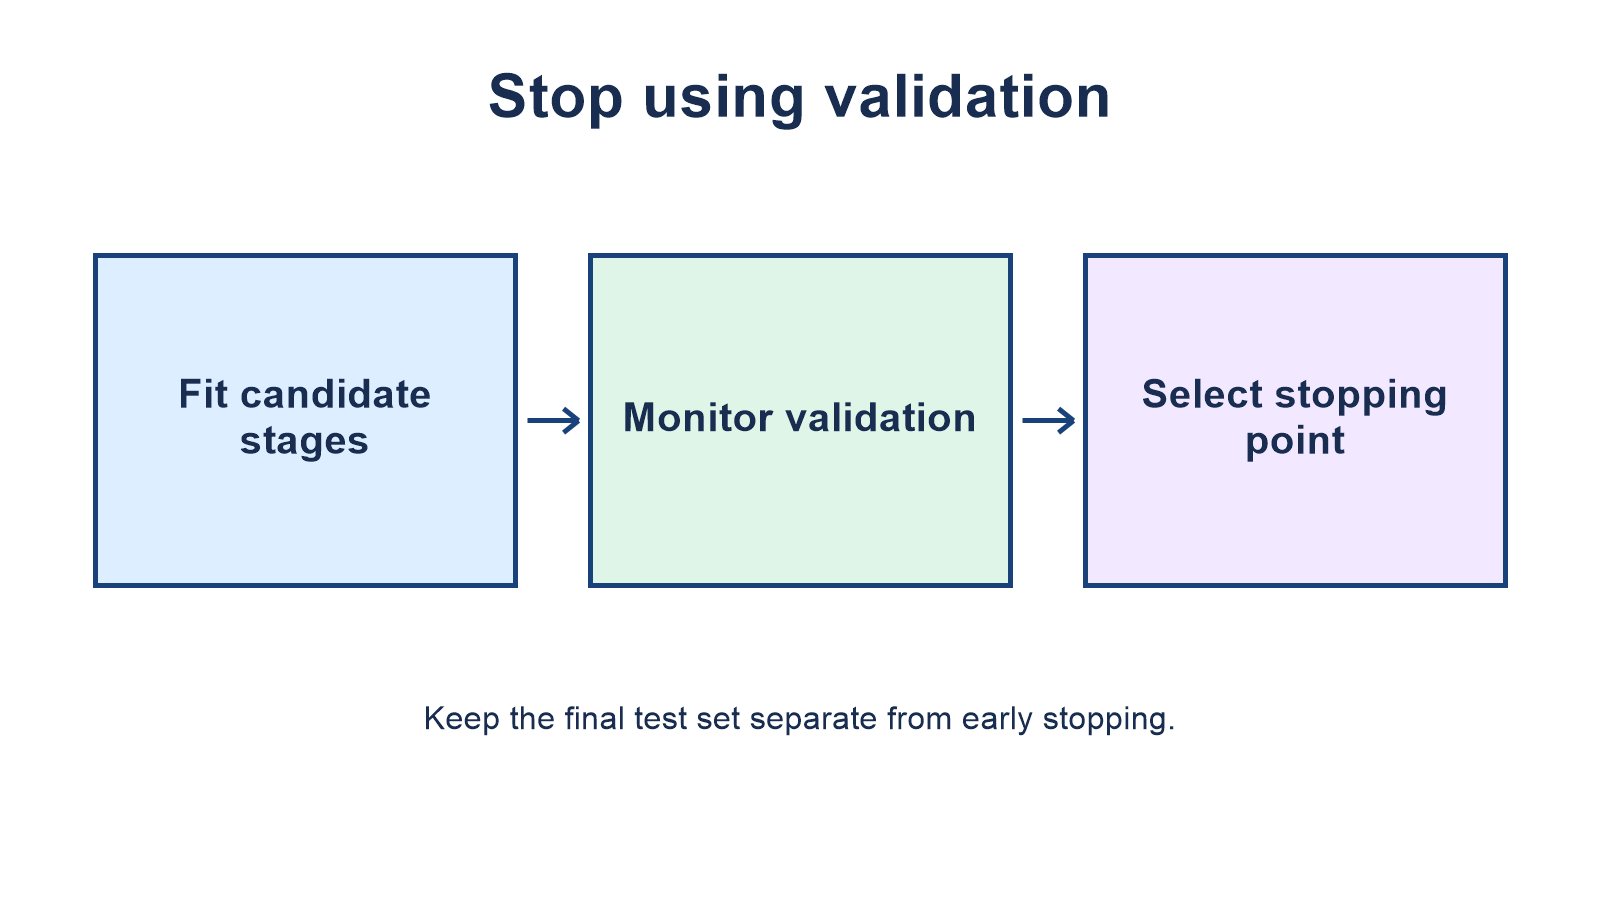 Stop using validation
Fit candidate
stages
Monitor validation
Select stopping
point
Keep the final test set separate from early stopping.